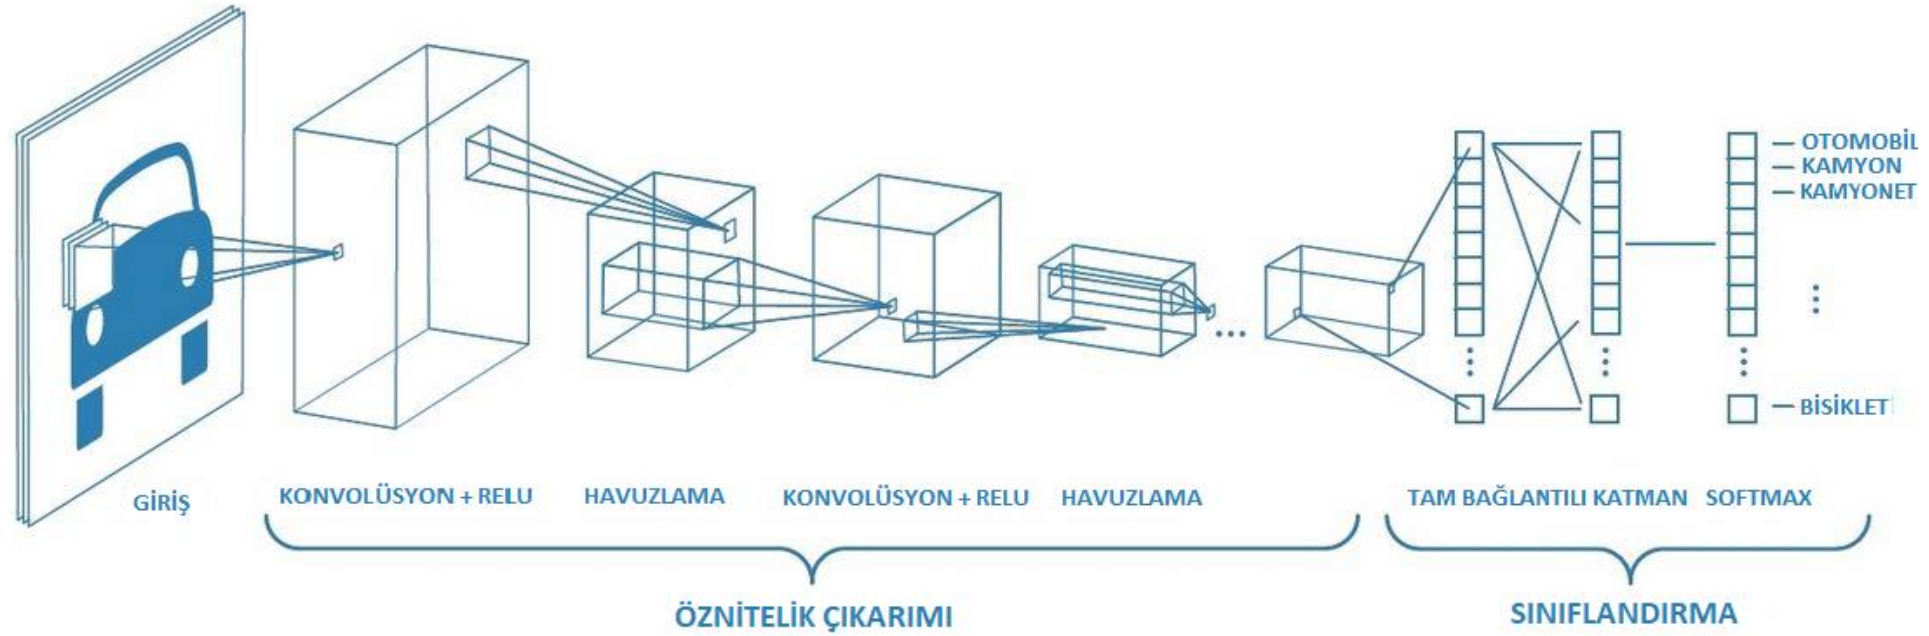 OTOMOBİL
KAMYON
KAMYONET
BİSİKLET
GİRİŞ
KONVOLÜSYON + RELU
HAVUZLAMA
KONVOLÜSYON + RELU
HAVUZLAMA
TAM BAĞLANTILI KATMAN
SOFTMAX
ÖZNİTELİK ÇIKARIMI
SINIFLANDIRMA